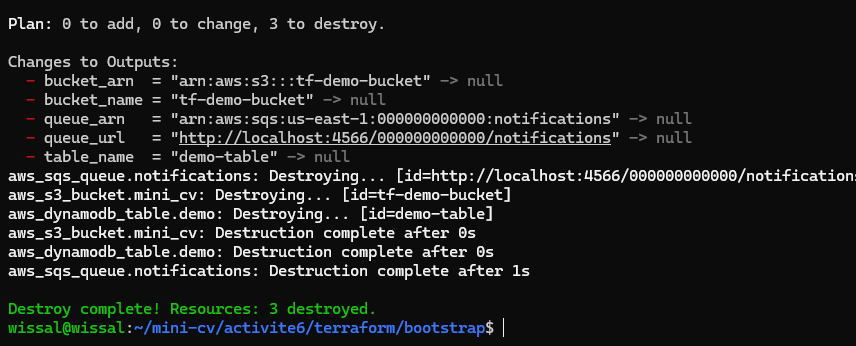 Plan: 0 to add, 0 to change, 3 to destroy.
Changes to Outputs:
- bucket_arn  = "arn:aws:s3:::tf-demo-bucket" -> null
- bucket_name = "tf-demo-bucket" -> null
- queue_arn   = "arn:aws:sqs:us-east-1:000000000000:notifications" -> null
- queue_url   = "http://localhost:4566/000000000000/notifications" -> null
- table_name  = "demo-table" -> null
aws_sqs_queue.notifications: Destroying... [id=http://localhost:4566/000000000000/notifications
aws_s3_bucket.mini_cv: Destroying... [id=tf-demo-bucket]
aws_dynamodb_table.demo: Destroying... [id=demo-table]
aws_s3_bucket.mini_cv: Destruction complete after 0s
aws_dynamodb_table.demo: Destruction complete after 0s
aws_sqs_queue.notifications: Destruction complete after 1s
Destroy complete! Resources: 3 destroyed.
wissal@wissal:~/mini-cv/activite6/terraform/bootstrap$